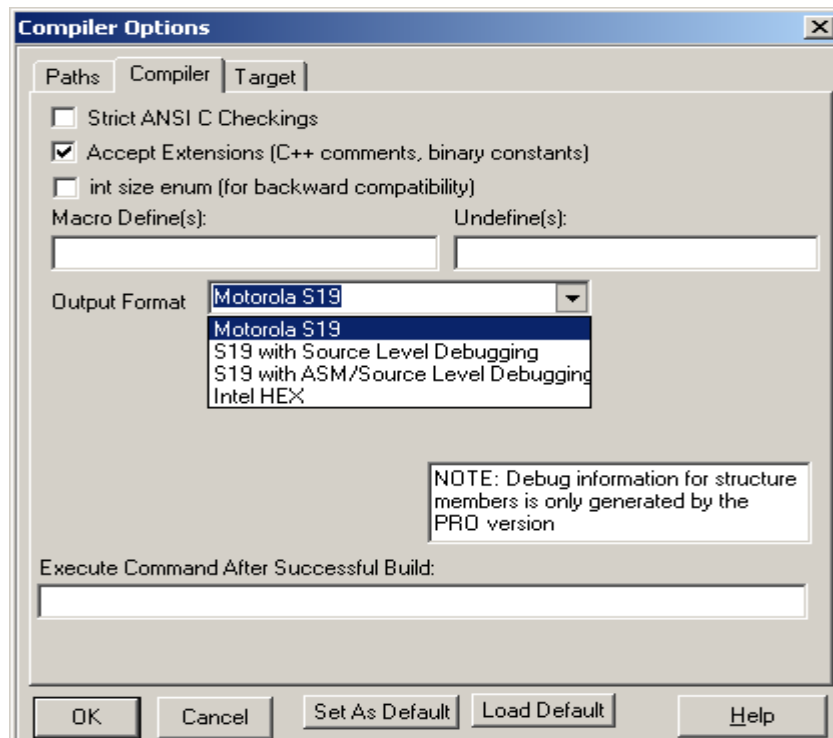 Compiler Options
Paths Compiler Target
Strict ANSI C Checkings
Accept Extensions (C++ comments, binary constants)
int size enum (for backward compatibility)
Macro Define(s): Undefine(s):
Output Format Motorola S19
Motorola S19
S19 with Source Level Debugging
S19 with ASM/Source Level Debugging
Intel HEX
NOTE: Debug information for structure
members is only generated by the
PRO version
Execute Command After Successful Build:
OK Cancel Set As Default Load Default Help